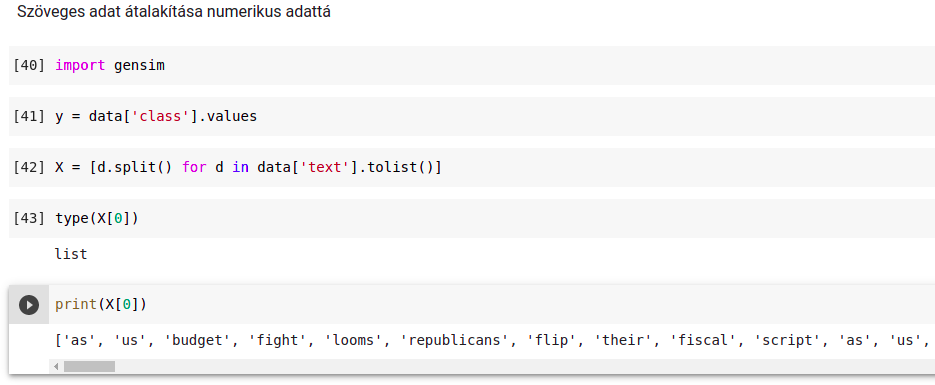 Szöveges adat átalakítása numerikus adattá
[40] import gensim
[41] y = data['class'].values
[42] X = [d.split() for d in data['text'].tolist()]
[43] type(X[0])
list
print(X[0])
['as', 'us', 'budget', 'fight', 'looms', 'republicans', 'flip', 'their', 'fiscal', 'script', 'as', 'us',